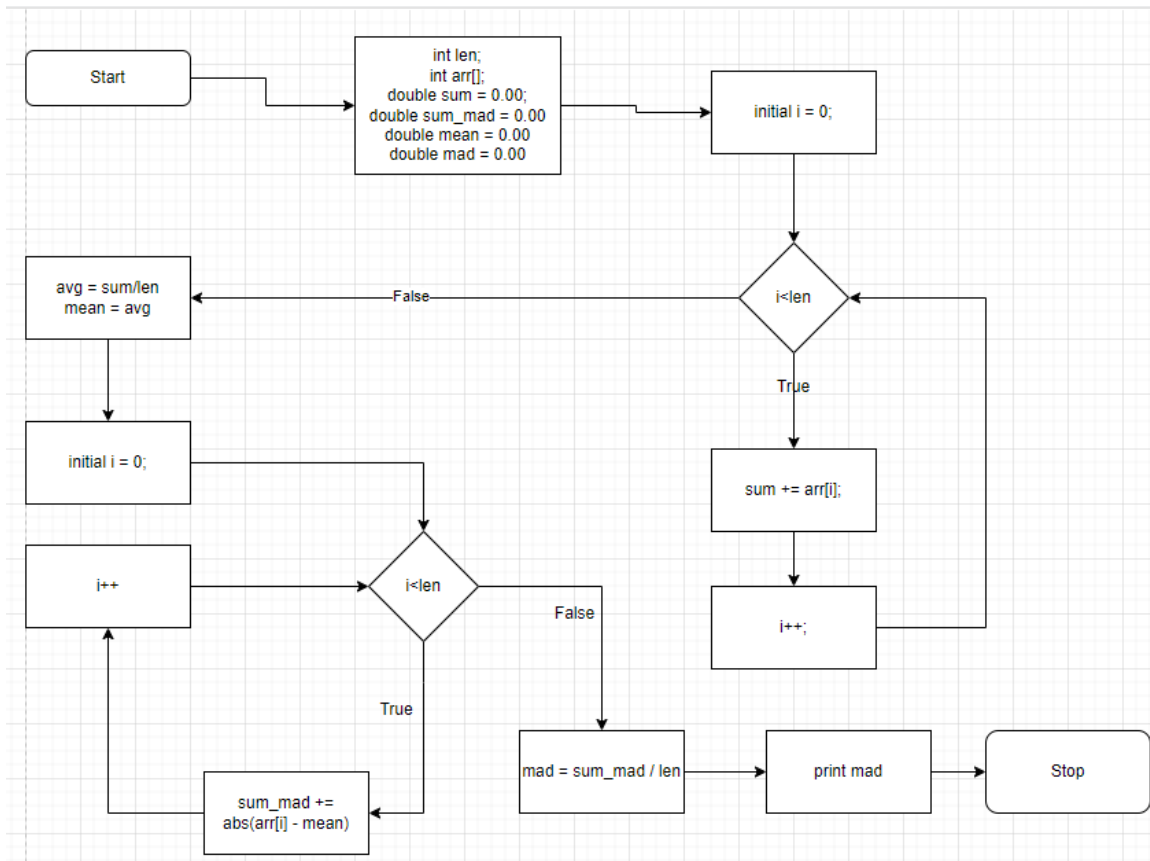 Start
int len;
int arr[];
double sum = 0.00;
double sum_mad = 0.00
double mean = 0.00
double mad = 0.00
initial i = 0;
i<len
False
avg = sum/len
mean = avg
True
sum += arr[i];
i++;
initial i = 0;
i<len
i++
False
True
sum_mad +=
abs(arr[i] - mean)
mad = sum_mad / len
print mad
Stop